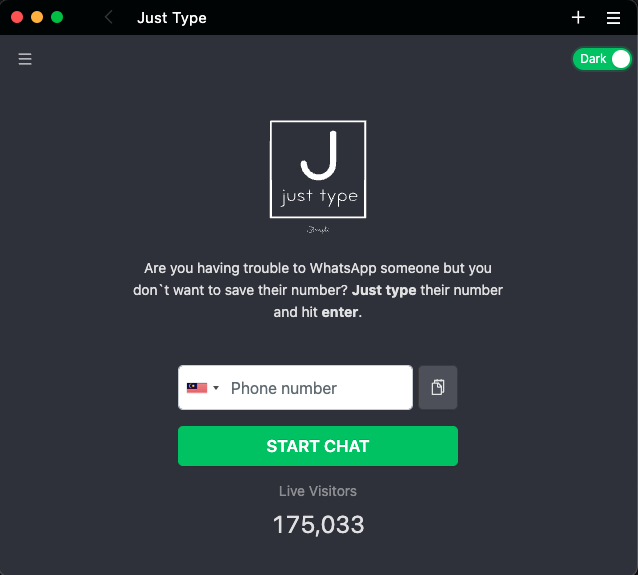 Just Type
Dark
J
just type
Are you having trouble to WhatsApp someone but you
don`t want to save their number? Just type their number
and hit enter.
Phone number
START CHAT
Live Visitors
175,033